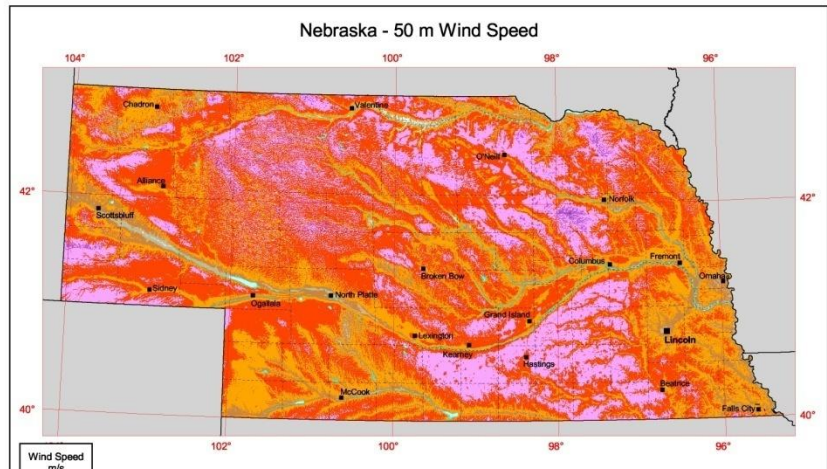 Nebraska - 50 m Wind Speed
104°
102°
100°
98°
96°
Chadron
Valentine
O'Neill
Alliance
42°
42°
Scottsbluff
Norfolk
Columbus
Fremont
Omaha
Broken Bow
Sidney
Ogallala
North Platte
Grand Island
Lexington
Kearney
Lincoln
Hastings
McCook
Beatrice
Falls City
40°
40°
102°
100°
98°
96°
Wind Speed
m/s